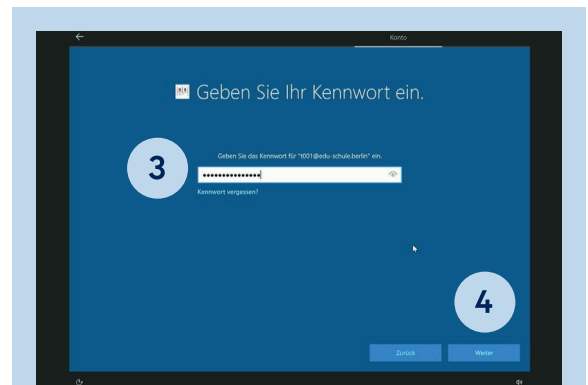 Konto
Geben Sie Ihr Kennwort ein.
Geben Sie das Kennwort für "t001@edu-schule.berlin" ein.
3
Kennwort vergessen?
4
Zurück
Weiter